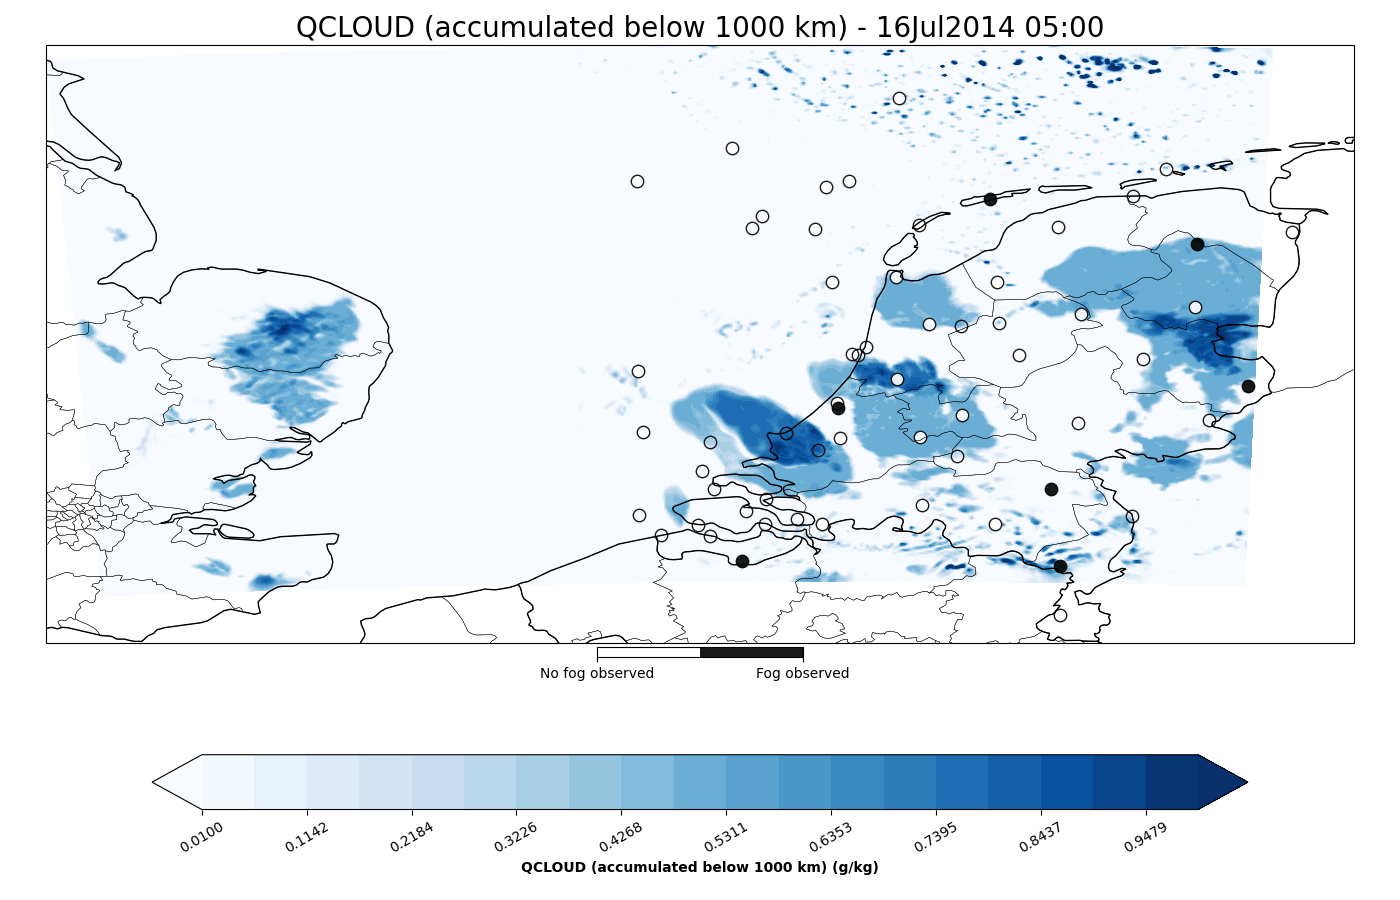 QCLOUD (accumulated below 1000 km) - 16Jul2014 05:00
No fog observed
Fog observed
0.0100
0.1142
0.2184
0.3226
0.4268
0.5311
0.6353
0.7395
0.8437
0.9479
QCLOUD (accumulated below 1000 km) (g/kg)